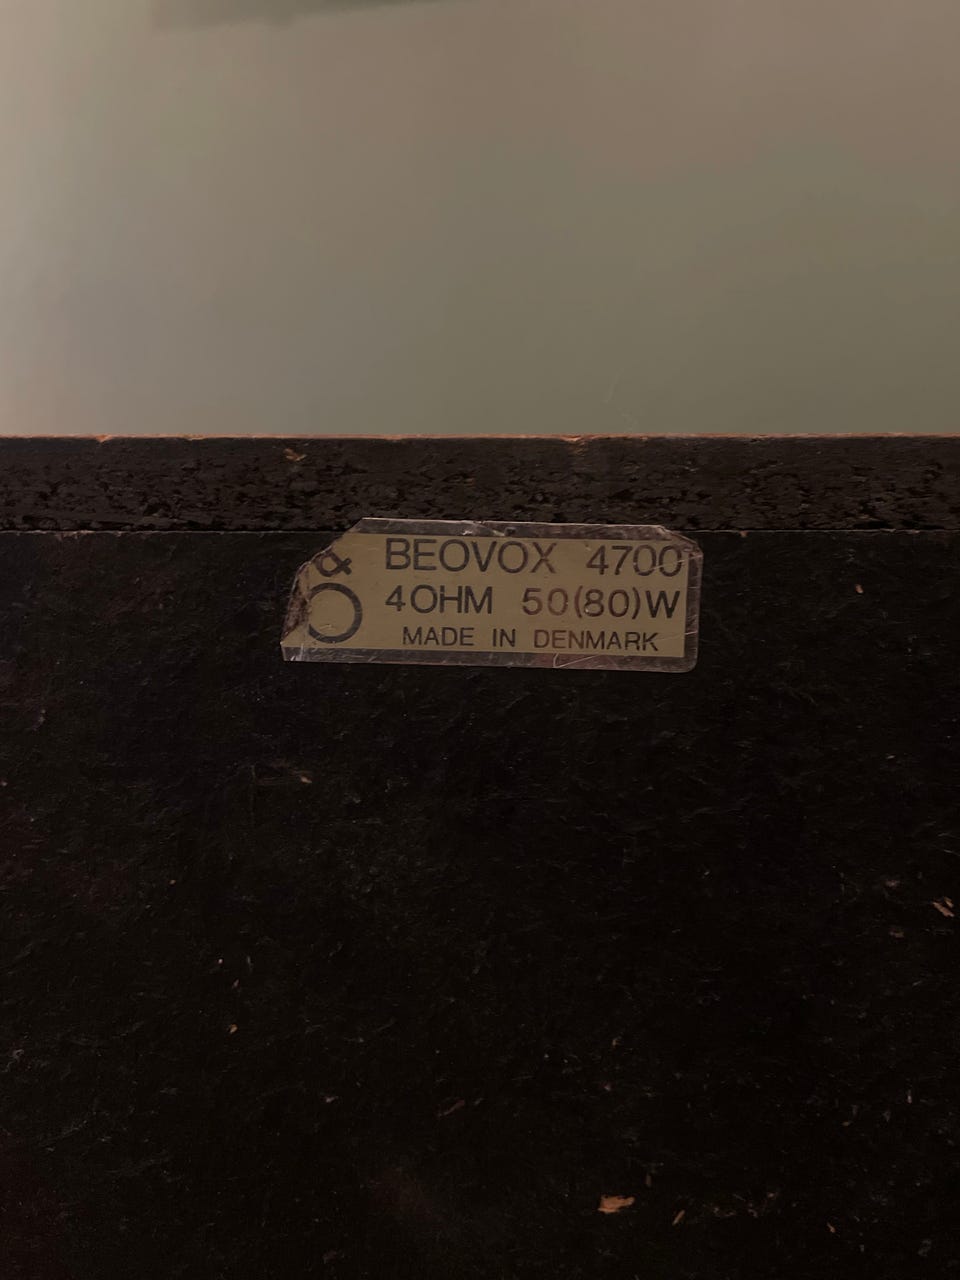 & BEOVOX 4700
O 4OHM 50(80)W
MADE IN DENMARK